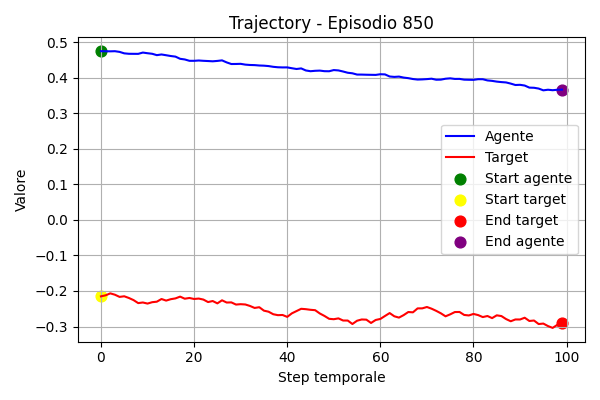 Trajectory - Episodio 850
Valore
0.5
0.4
0.3
0.2
0.1
0.0
−0.1
−0.2
−0.3
Agente
Target
Start agente
Start target
End target
End agente
0 20 40 60 80 100
Step temporale